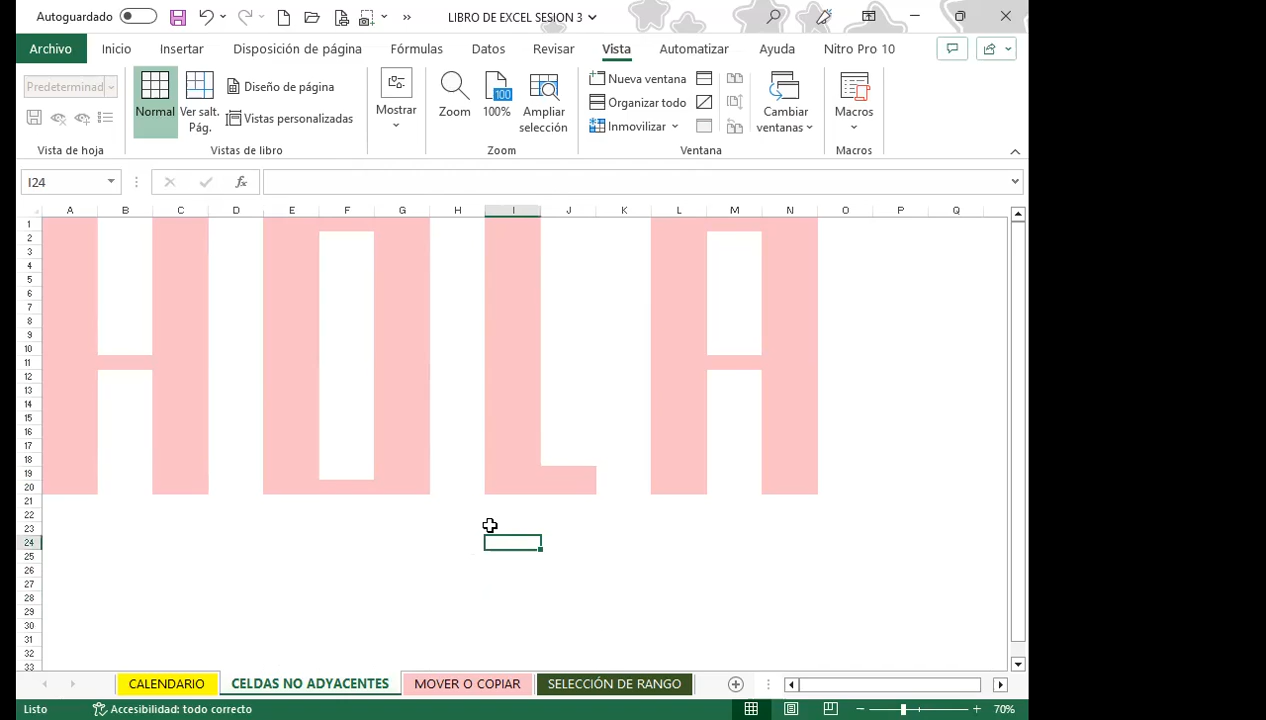 Autoguardado LIBRO DE EXCEL SESION 3
Archivo Inicio Insertar Disposición de página Fórmulas Datos Revisar Vista Automatizar Ayuda Nitro Pro 10
Predeterminad
Normal
Ver salt. Pág.
Diseño de página
Vistas personalizadas
Mostrar
Zoom
100
100%
Ampliar selección
Nueva ventana
Organizar todo
Inmovilizar
Cambiar ventanas
Macros
Vista de hoja Vistas de libro Zoom Ventana Macros
I24 fx
A B C D E F G H I J K L M N O P Q
1
2
3
4
5
6
7
8
9
10
11
12
13
14
15
16
17
18
19
20
21
22
23
24
25
26
27
28
29
30
31
32
33
HOLA
CALENDARIO CELDAS NO ADYACENTES MOVER O COPIAR SELECCIÓN DE RANGO
Listo Accesibilidad: todo correcto 70%